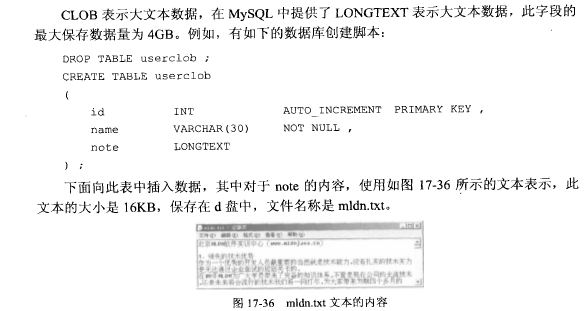 CLOB 表示大文本数据，在 MySQL 中提供了 LONGTEXT 表示大文本数据，此字段的
最大保存数据量为 4GB。例如，有如下的数据库创建脚本：
DROP TABLE userclob ;
CREATE TABLE userclob
(
id INT AUTO_INCREMENT PRIMARY KEY ,
name VARCHAR(30) NOT NULL ,
note LONGTEXT
) ;
下面向此表中插入数据，其中对于 note 的内容，使用如图 17-36 所示的文本表示，此
文本的大小是 16KB，保存在 d 盘中，文件名称是 mldn.txt。
图 17-36 mldn.txt 文本的内容